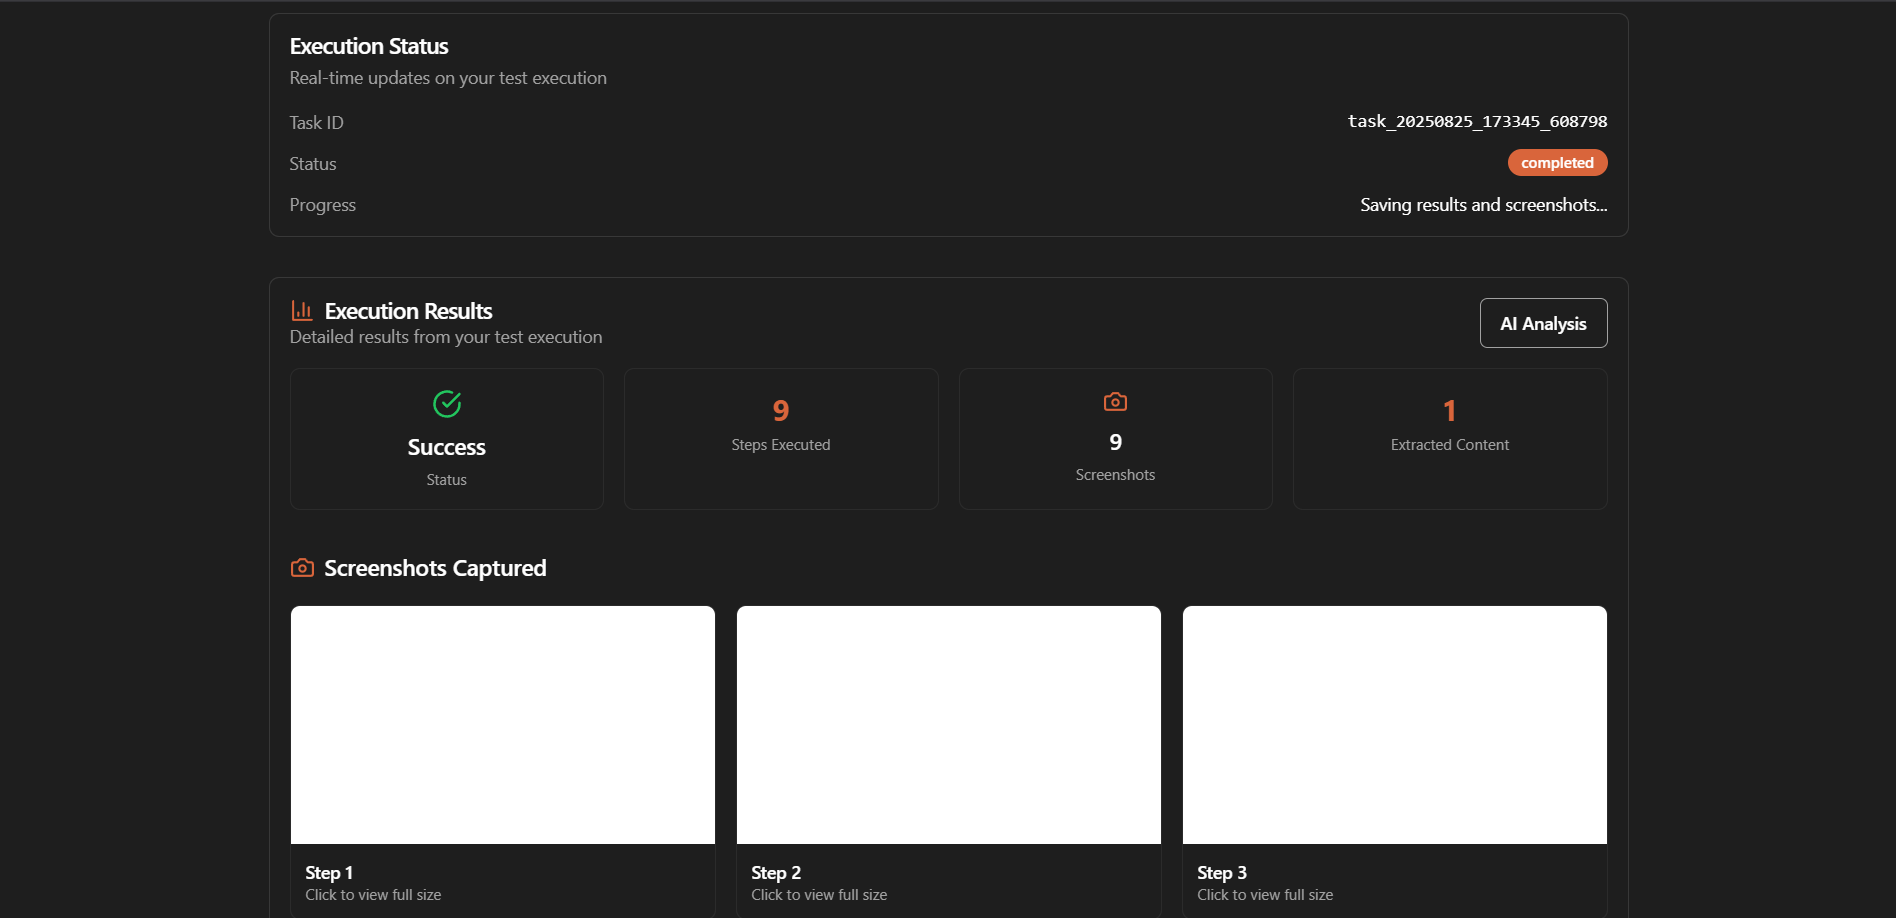 Execution Status
Real-time updates on your test execution
Task ID
task_20250825_173345_608798
Status
completed
Progress
Saving results and screenshots...
Execution Results
Detailed results from your test execution
AI Analysis
Success
Status
9
Steps Executed
9
Screenshots
1
Extracted Content
Screenshots Captured
Step 1
Click to view full size
Step 2
Click to view full size
Step 3
Click to view full size